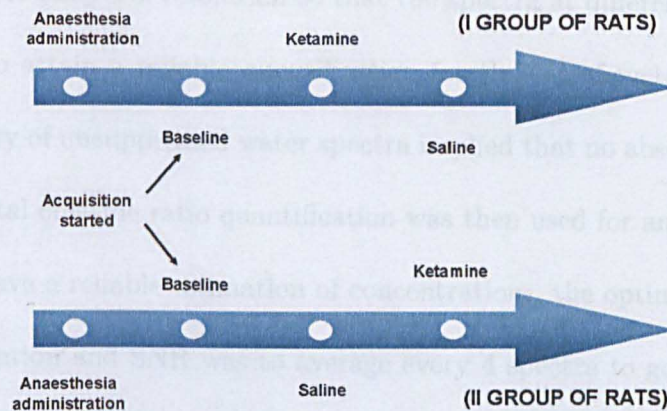 Anaesthesia
administration
Ketamine
(I GROUP OF RATS)
Baseline
Saline
Acquisition
started
Baseline
Ketamine
Anaesthesia
administration
Saline
(II GROUP OF RATS)